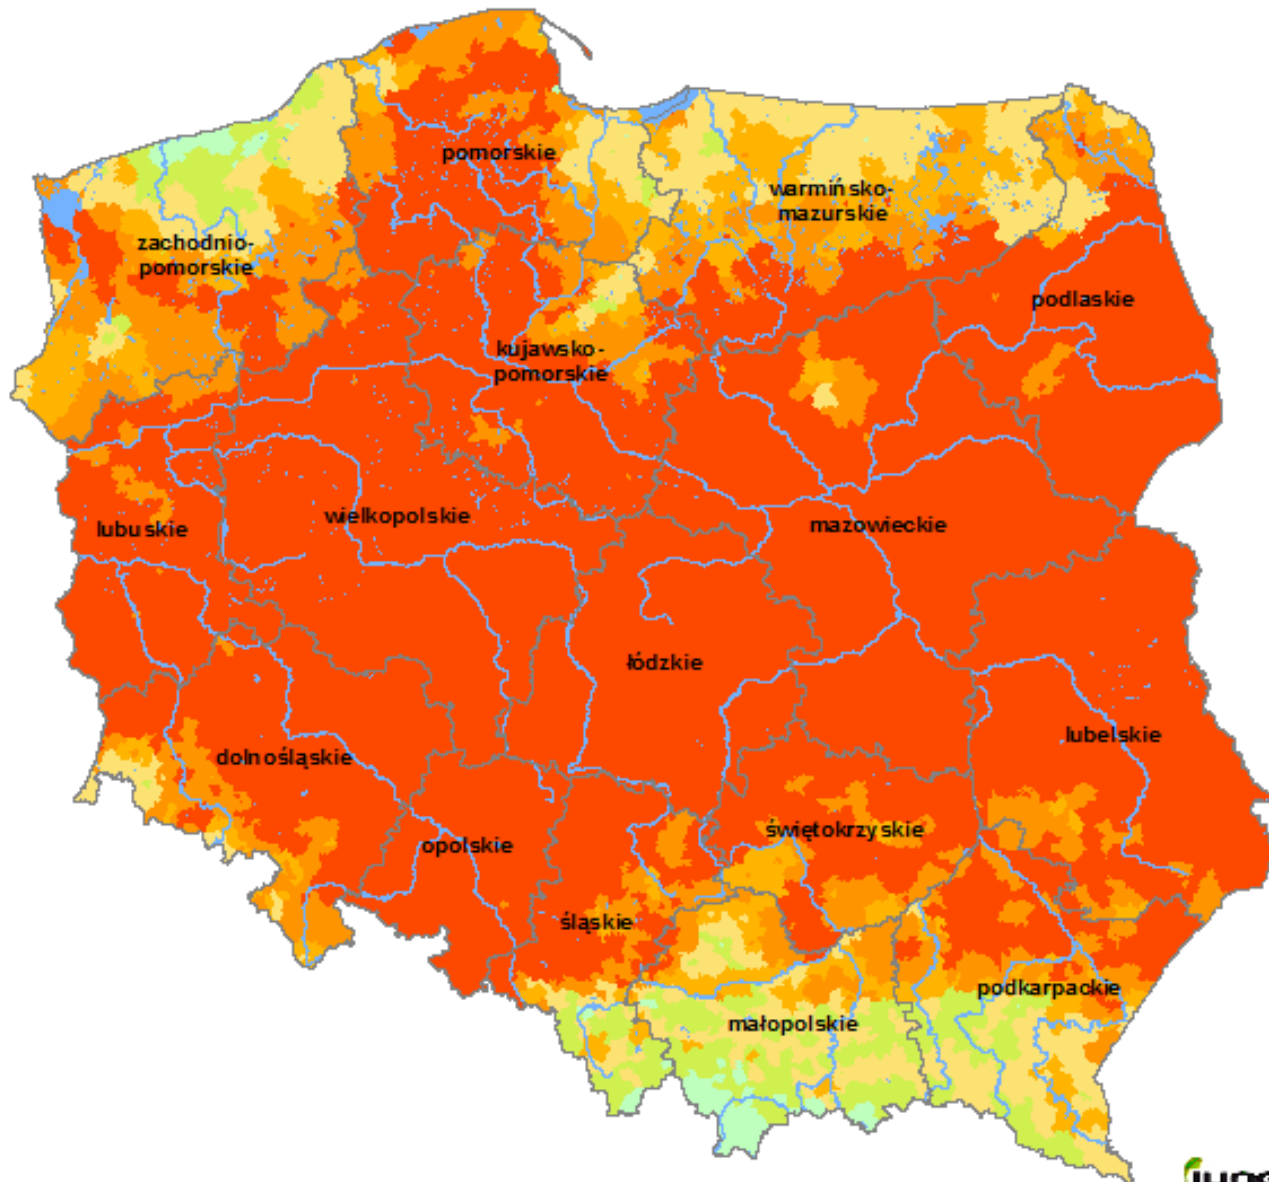 pomorskie
warmińsko-
mazurskie
zachodnio-
pomorskie
podlaskie
kujawsko-
pomorskie
wielkopolskie
mazowieckie
lubuskie
łódzkie
lubelskie
dolnośląskie
świętokrzyskie
opolskie
śląskie
podkarpackie
małopolskie